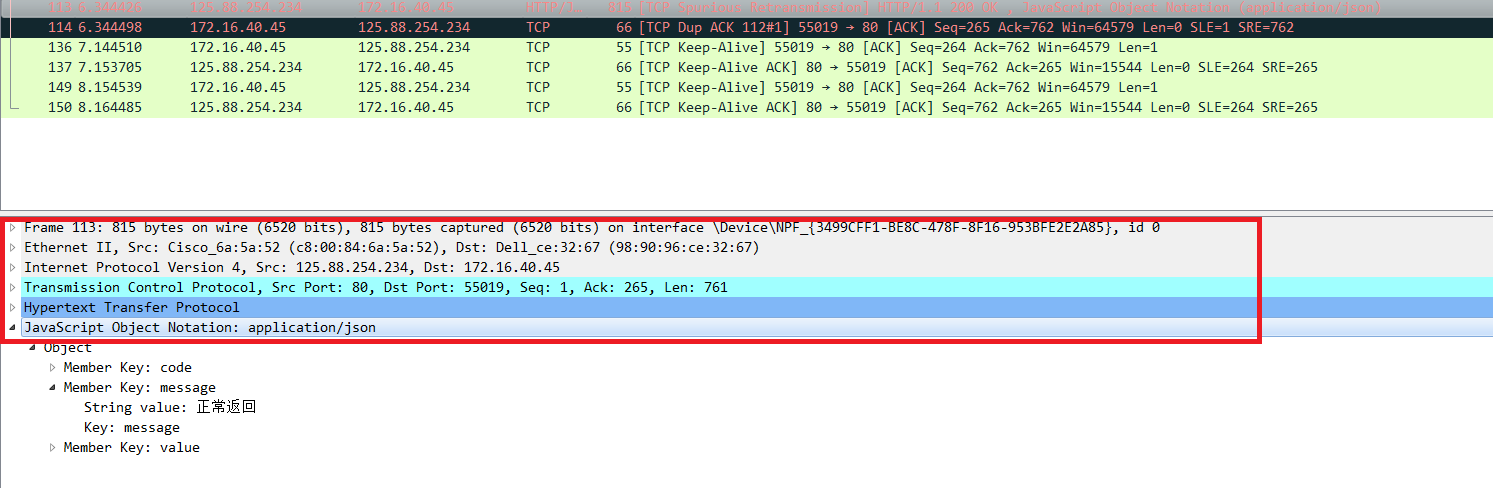 113 6.344426 125.88.254.234 172.16.40.45 HTTP/J… 815 [TCP Spurious Retransmission] HTTP/1.1 200 OK , JavaScript Object Notation (application/json)
114 6.344498 172.16.40.45 125.88.254.234 TCP 66 [TCP Dup ACK 112#1] 55019 → 80 [ACK] Seq=265 Ack=762 Win=64579 Len=0 SLE=1 SRE=762
136 7.144510 172.16.40.45 125.88.254.234 TCP 55 [TCP Keep-Alive] 55019 → 80 [ACK] Seq=264 Ack=762 Win=64579 Len=1
137 7.153705 125.88.254.234 172.16.40.45 TCP 66 [TCP Keep-Alive ACK] 80 → 55019 [ACK] Seq=762 Ack=265 Win=15544 Len=0 SLE=264 SRE=265
149 8.154539 172.16.40.45 125.88.254.234 TCP 55 [TCP Keep-Alive] 55019 → 80 [ACK] Seq=264 Ack=762 Win=64579 Len=1
150 8.164485 125.88.254.234 172.16.40.45 TCP 66 [TCP Keep-Alive ACK] 80 → 55019 [ACK] Seq=762 Ack=265 Win=15544 Len=0 SLE=264 SRE=265
Frame 113: 815 bytes on wire (6520 bits), 815 bytes captured (6520 bits) on interface \Device\NPF_{3499CFF1-BE8C-478F-8F16-953BFE2E2A85}, id 0
Ethernet II, Src: Cisco_6a:5a:52 (c8:00:84:6a:5a:52), Dst: Dell_ce:32:67 (98:90:96:ce:32:67)
Internet Protocol Version 4, Src: 125.88.254.234, Dst: 172.16.40.45
Transmission Control Protocol, Src Port: 80, Dst Port: 55019, Seq: 1, Ack: 265, Len: 761
Hypertext Transfer Protocol
JavaScript Object Notation: application/json
Object
Member Key: code
Member Key: message
String value: 正常返回
Key: message
Member Key: value